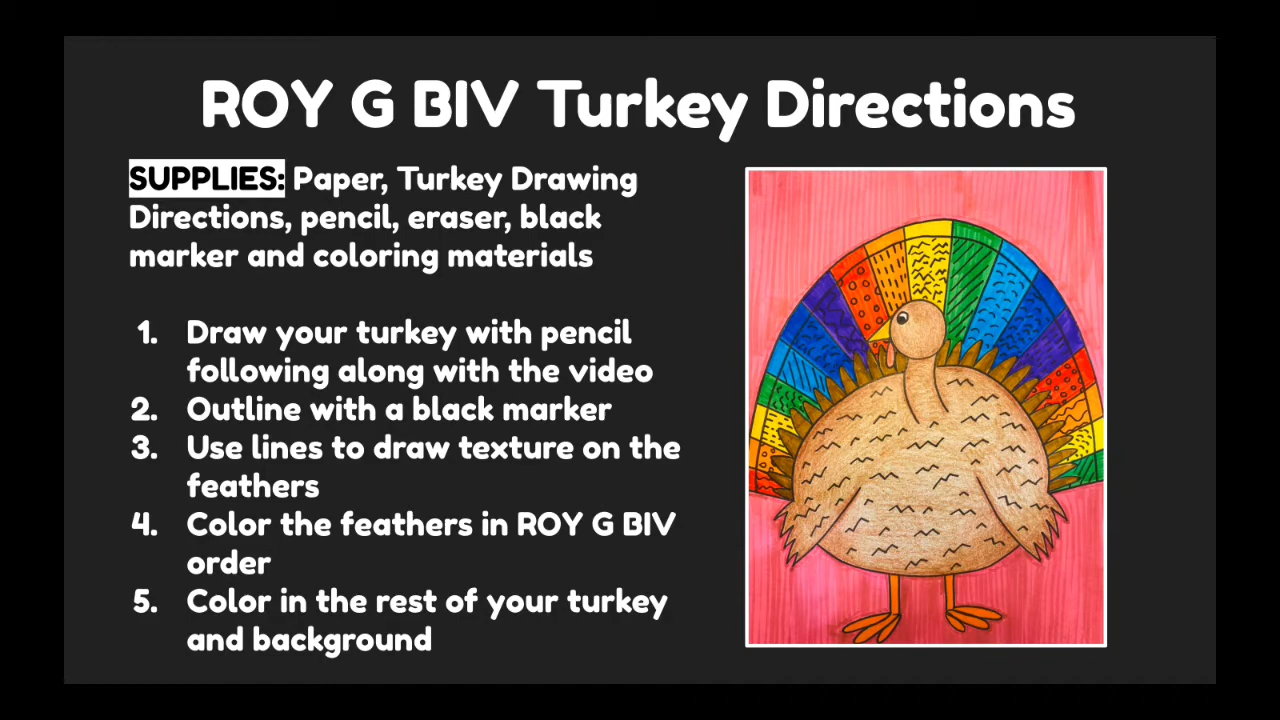 ROY G BIV Turkey Directions
SUPPLIES: Paper, Turkey Drawing
Directions, pencil, eraser, black
marker and coloring materials
1. Draw your turkey with pencil
following along with the video
2. Outline with a black marker
3. Use lines to draw texture on the
feathers
4. Color the feathers in ROY G BIV
order
5. Color in the rest of your turkey
and background